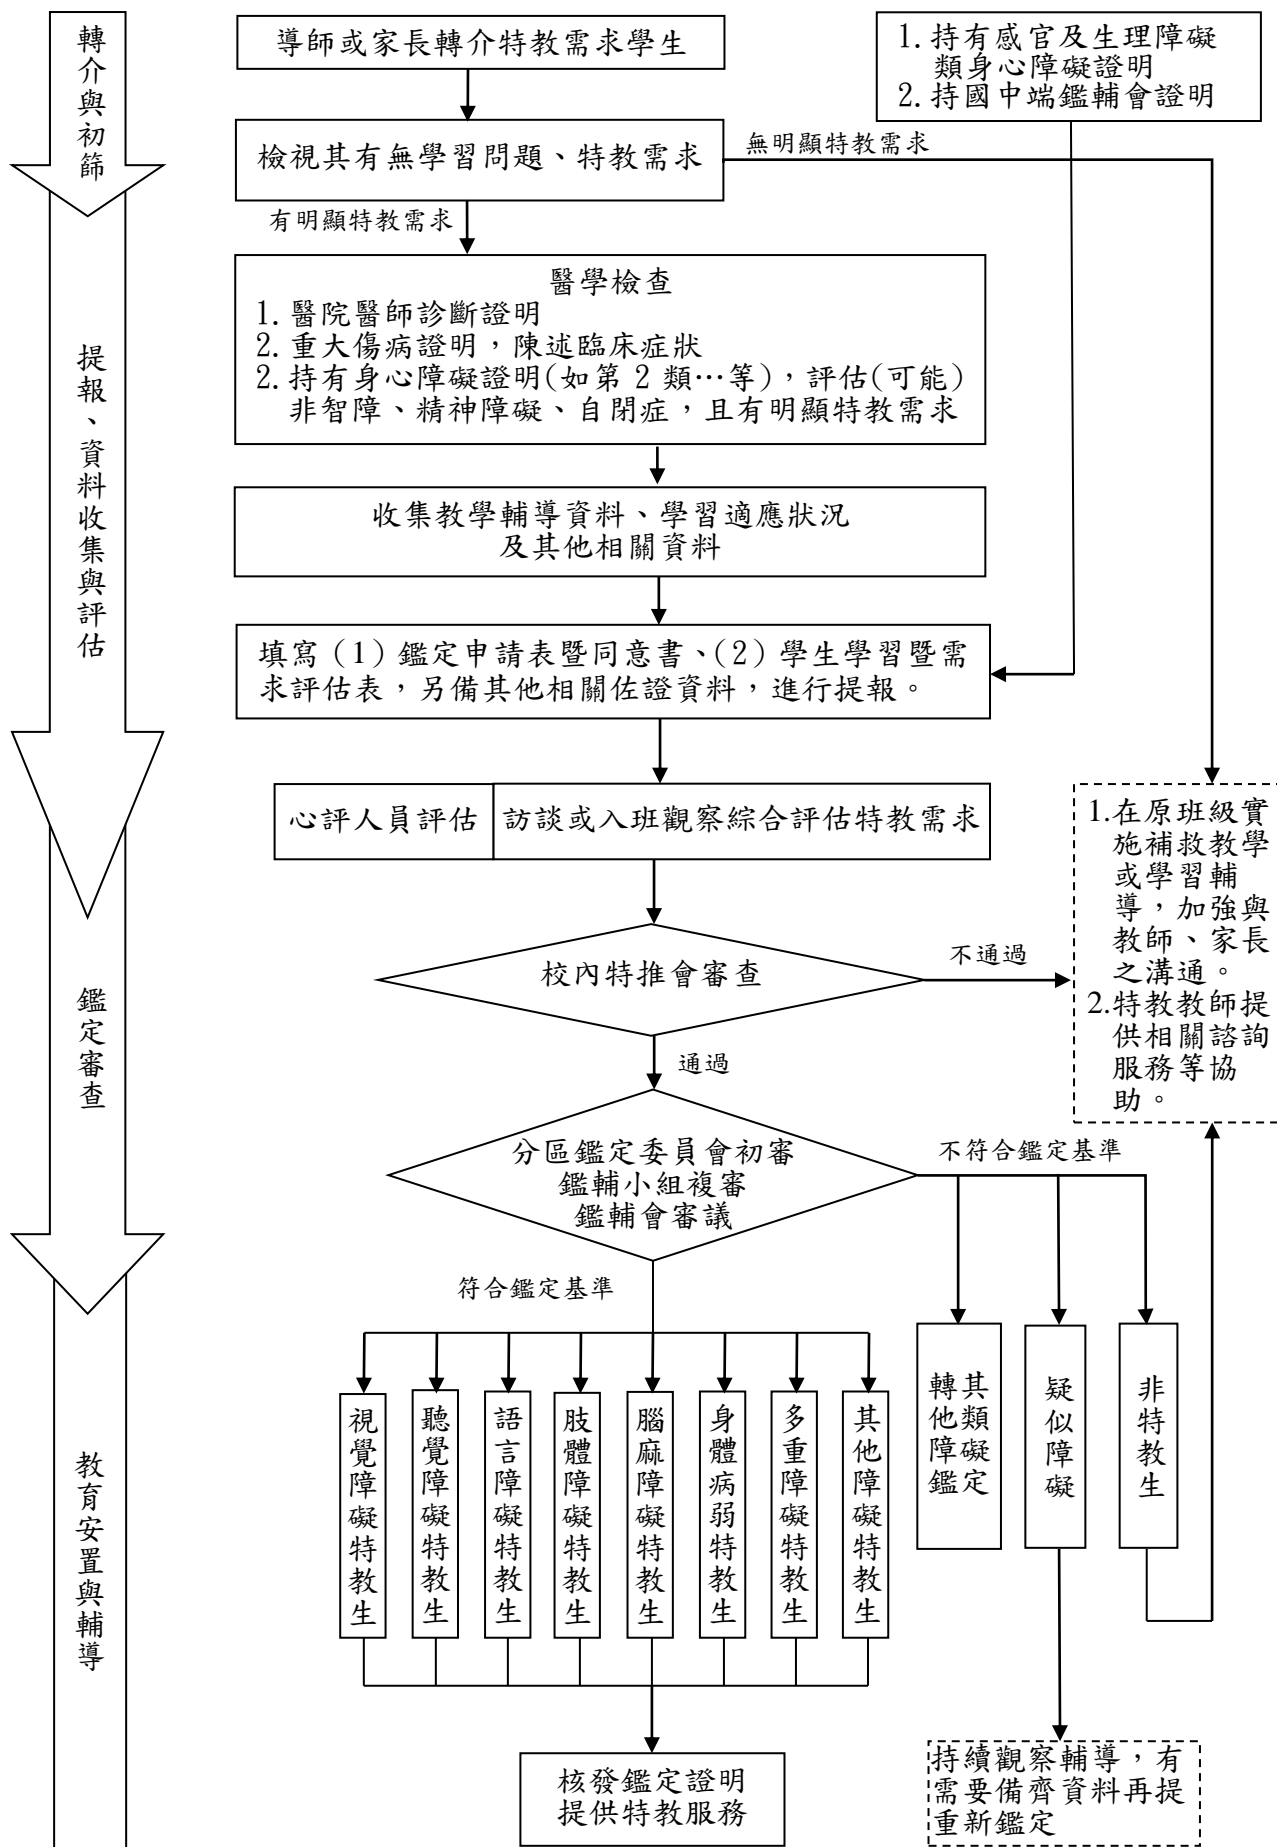 轉介與初篩
導師或家長轉介特教需求學生
1. 持有感官及生理障礙
類身心障礙證明
2. 持國中端鑑輔會證明
檢視其有無學習問題、特教需求
無明顯特教需求
有明顯特教需求
提報、資料收集與評估
醫學檢查
1. 醫院醫師診斷證明
2. 重大傷病證明，陳述臨床症狀
2. 持有身心障礙證明(如第 2 類…等)，評估(可能)
非智障、精神障礙、自閉症，且有明顯特教需求
收集教學輔導資料、學習適應狀況
及其他相關資料
填寫（1）鑑定申請表暨同意書、(2）學生學習暨需
求評估表，另備其他相關佐證資料，進行提報。
心評人員評估
訪談或入班觀察綜合評估特教需求
1.在原班級實
施補救教學
或學習輔
導，加強與
教師、家長
之溝通。
2.特教教師提
供相關諮詢
服務等協
助。
鑑定審查
校內特推會審查
不通過
通過
分區鑑定委員會初審
鑑輔小組複審
鑑輔會審議
不符合鑑定基準
符合鑑定基準
教育安置與輔導
視覺障礙特教生
聽覺障礙特教生
語言障礙特教生
肢體障礙特教生
腦麻障礙特教生
身體病弱特教生
多重障礙特教生
其他障礙特教生
轉其
他類
障礙
鑑定
疑似障礙
非特教生
核發鑑定證明
提供特教服務
持續觀察輔導，有
需要備齊資料再提
重新鑑定